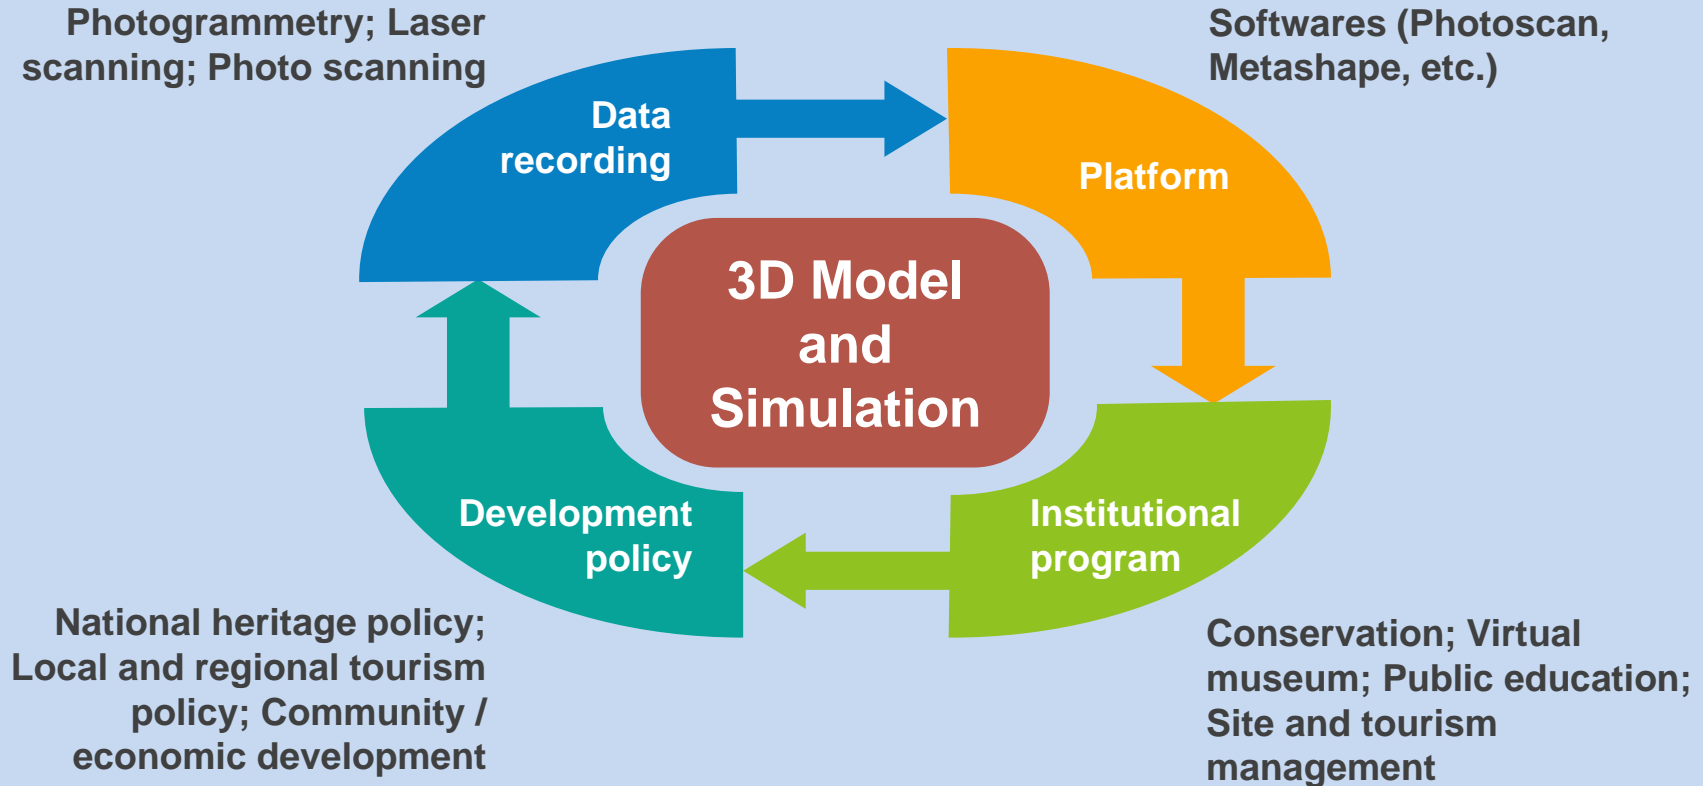 Photogrammetry; Laser
scanning; Photo scanning
Softwares (Photoscan,
Metashape, etc.)
Data
recording
Platform
3D Model
and
Simulation
Development
policy
Institutional
program
National heritage policy;
Local and regional tourism
policy; Community /
economic development
Conservation; Virtual
museum; Public education;
Site and tourism
management